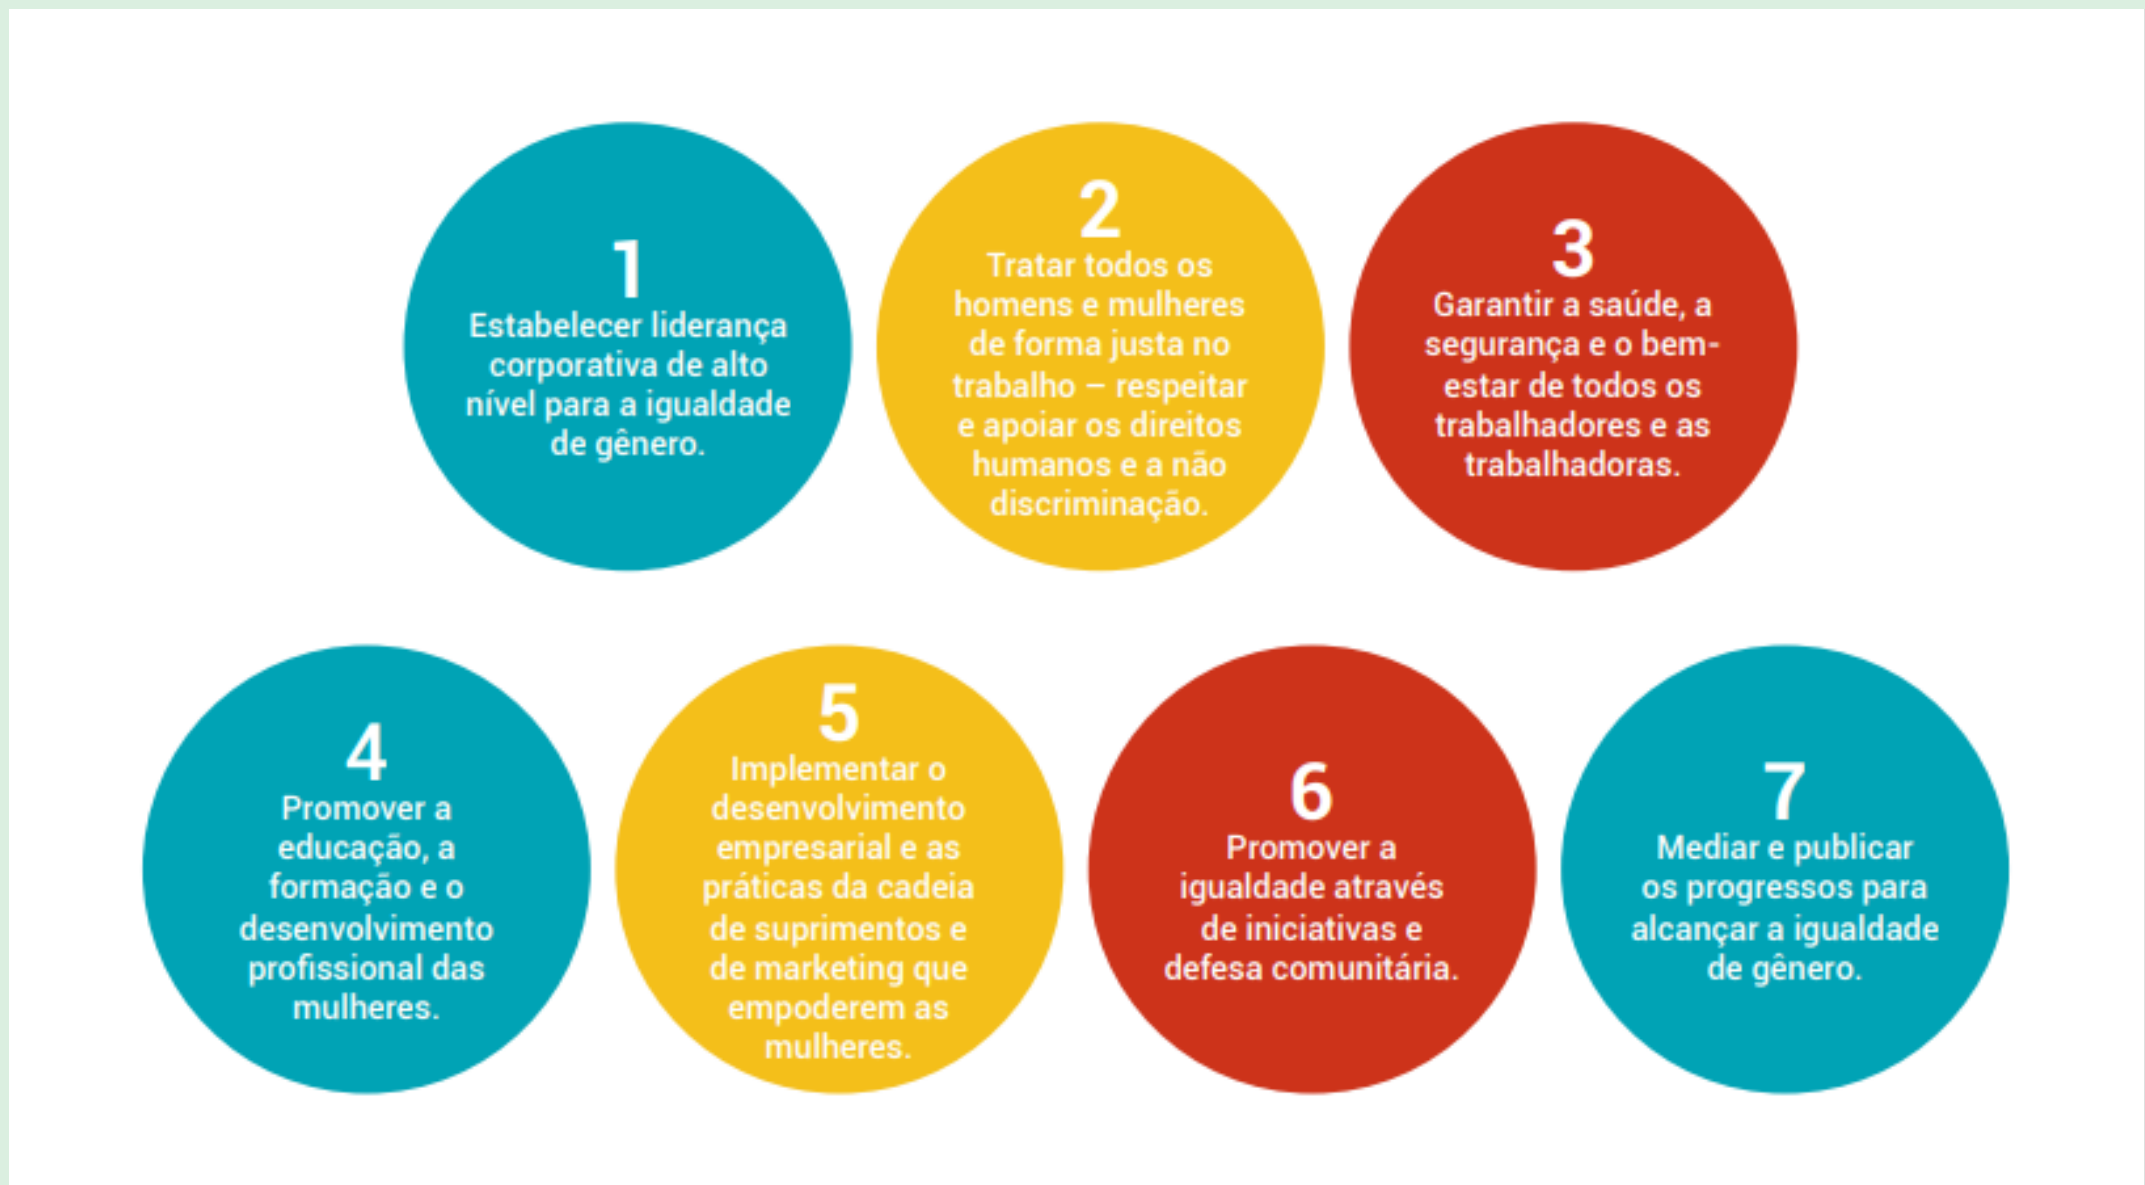 1
Estabelecer liderança
corporativa de alto
nível para a igualdade
de gênero.
2
Tratar todos os
homens e mulheres
de forma justa no
trabalho – respeitar
e apoiar os direitos
humanos e a não
discriminação.
3
Garantir a saúde, a
segurança e o bem-
estar de todos os
trabalhadores e as
trabalhadoras.
4
Promover a
educação, a
formação e o
desenvolvimento
profissional das
mulheres.
5
Implementar o
desenvolvimento
empresarial e as
práticas da cadeia
de suprimentos e
de marketing que
empoderem as
mulheres.
6
Promover a
igualdade através
de iniciativas e
defesa comunitária.
7
Mediar e publicar
os progressos para
alcançar a igualdade
de gênero.